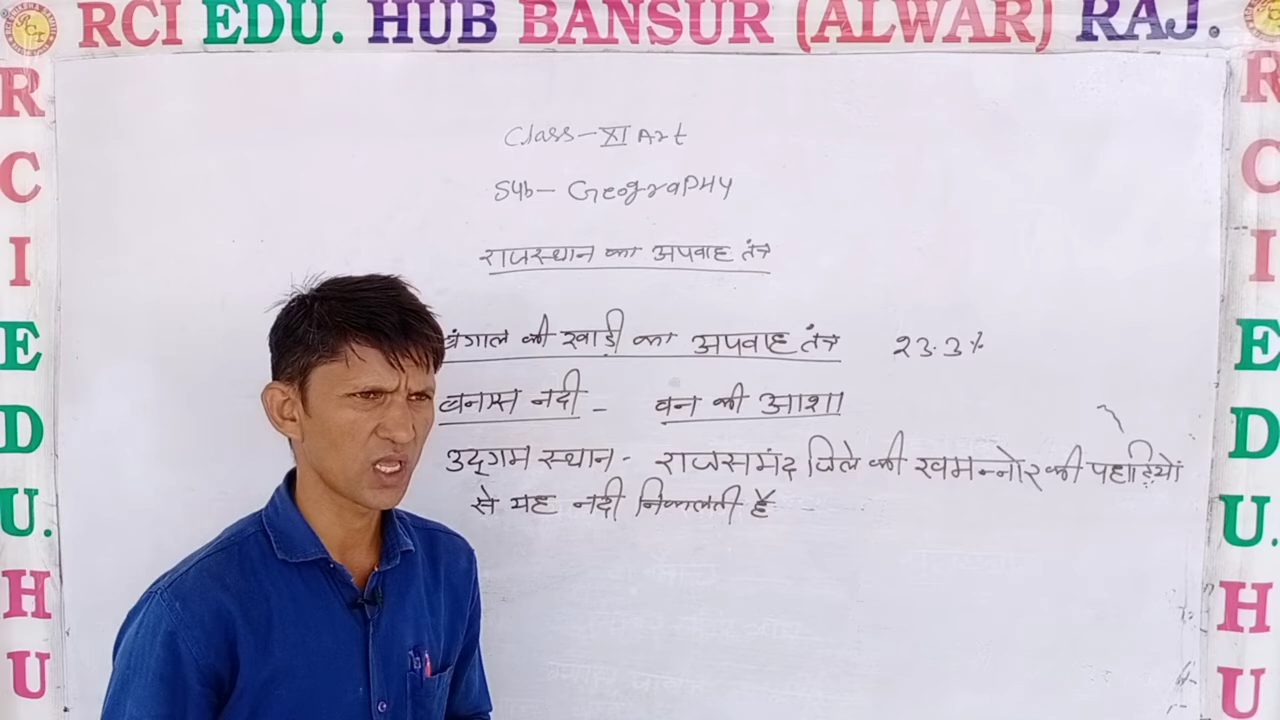 RCI EDU. HUB BANSUR (ALWAR) RAJ.
Class-XI Art
Sub- GeograPHy
राजस्थान का अपवाह तंत्र
बंगाल की खाड़ी का अपवाह तंत्र 23.3%
बनास नदी - वन की आशा
उद्गम स्थान - राजसमंद जिले की खमन्नोर की पहाड़ियों
से यह नदी निकलती है
R C I E D U. H U
R C I E D U. H U